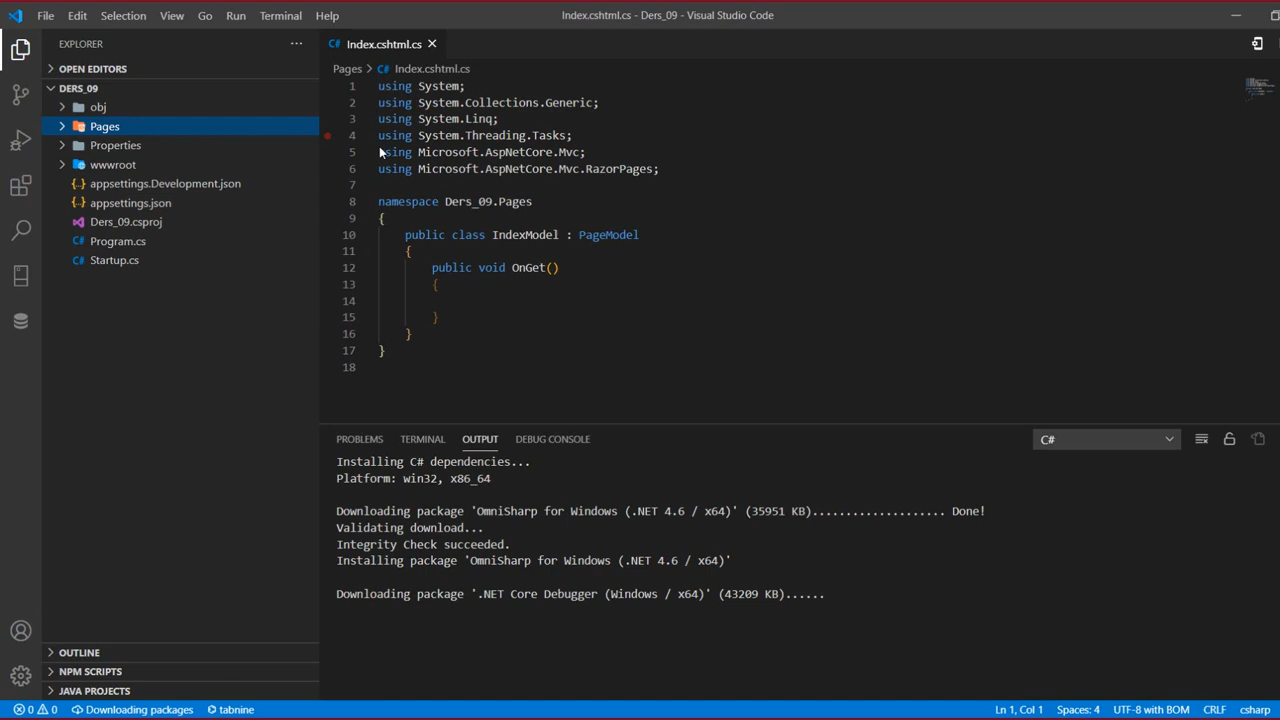 File Edit Selection View Go Run Terminal Help Index.cshtml.cs - Ders_09 - Visual Studio Code
EXPLORER
OPEN EDITORS
DERS_09
obj
Pages
Properties
wwwroot
appsettings.Development.json
appsettings.json
Ders_09.csproj
Program.cs
Startup.cs
OUTLINE
NPM SCRIPTS
JAVA PROJECTS
C# Index.cshtml.cs
Pages > C# Index.cshtml.cs
1 using System;
2 using System.Collections.Generic;
3 using System.Linq;
4 using System.Threading.Tasks;
5 using Microsoft.AspNetCore.Mvc;
6 using Microsoft.AspNetCore.Mvc.RazorPages;
7
8 namespace Ders_09.Pages
9 {
10 public class IndexModel : PageModel
11 {
12 public void OnGet()
13 {
14
15 }
16 }
17 }
18
PROBLEMS TERMINAL OUTPUT DEBUG CONSOLE C#
Installing C# dependencies...
Platform: win32, x86_64
Downloading package 'OmniSharp for Windows (.NET 4.6 / x64)' (35951 KB).................... Done!
Validating download...
Integrity Check succeeded.
Installing package 'OmniSharp for Windows (.NET 4.6 / x64)'
Downloading package '.NET Core Debugger (Windows / x64)' (43209 KB)......
0 0 Downloading packages tabnine Ln 1, Col 1 Spaces: 4 UTF-8 with BOM CRLF csharp